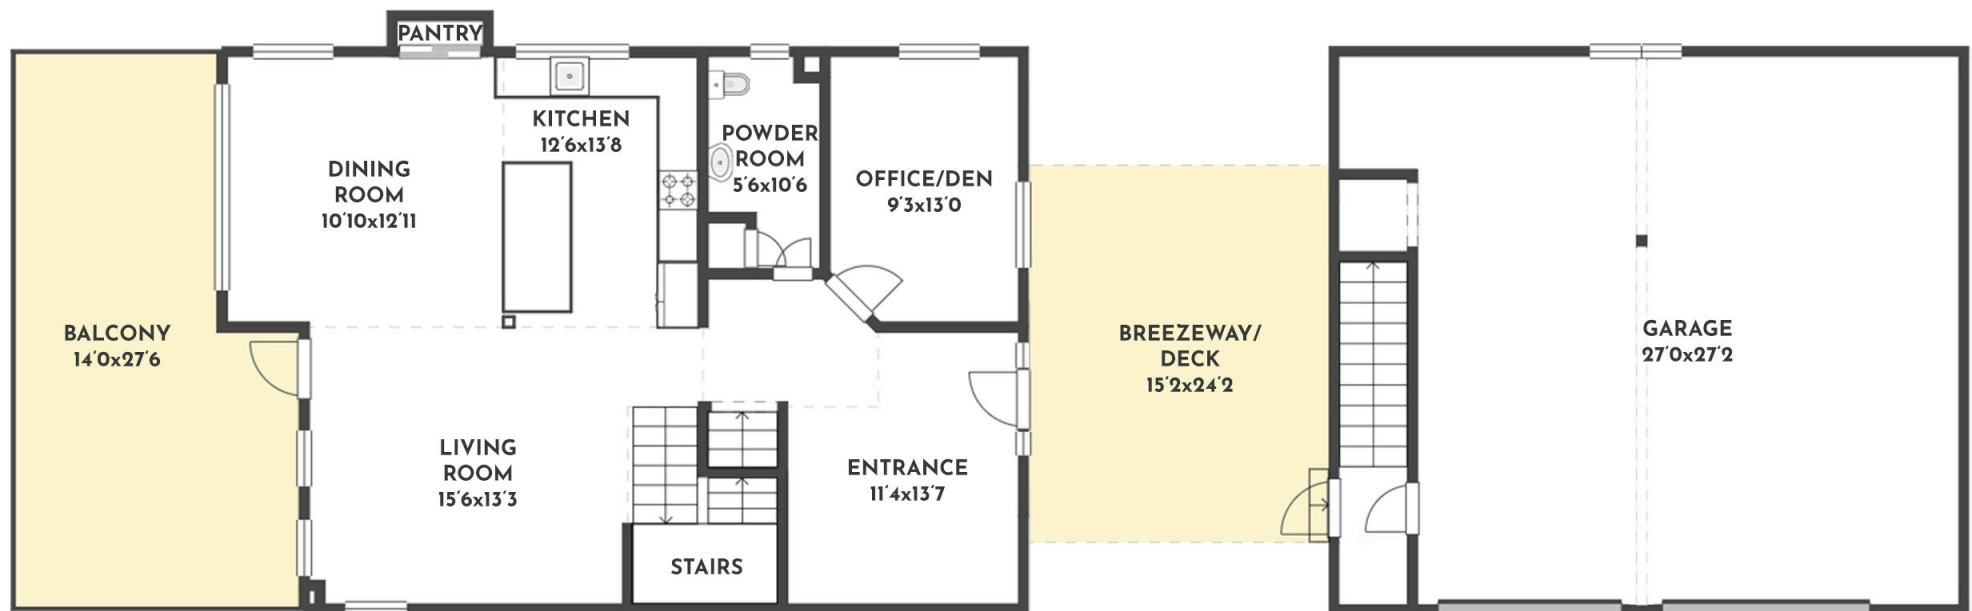 PANTRY
KITCHEN
12'6x13'8
DINING
ROOM
10'10x12'11
POWDER
ROOM
5'6x10'6
OFFICE/DEN
9'3x13'0
BALCONY
14'0x27'6
BREEZEWAY/
DECK
15'2x24'2
GARAGE
27'0x27'2
LIVING
ROOM
15'6x13'3
ENTRANCE
11'4x13'7
STAIRS